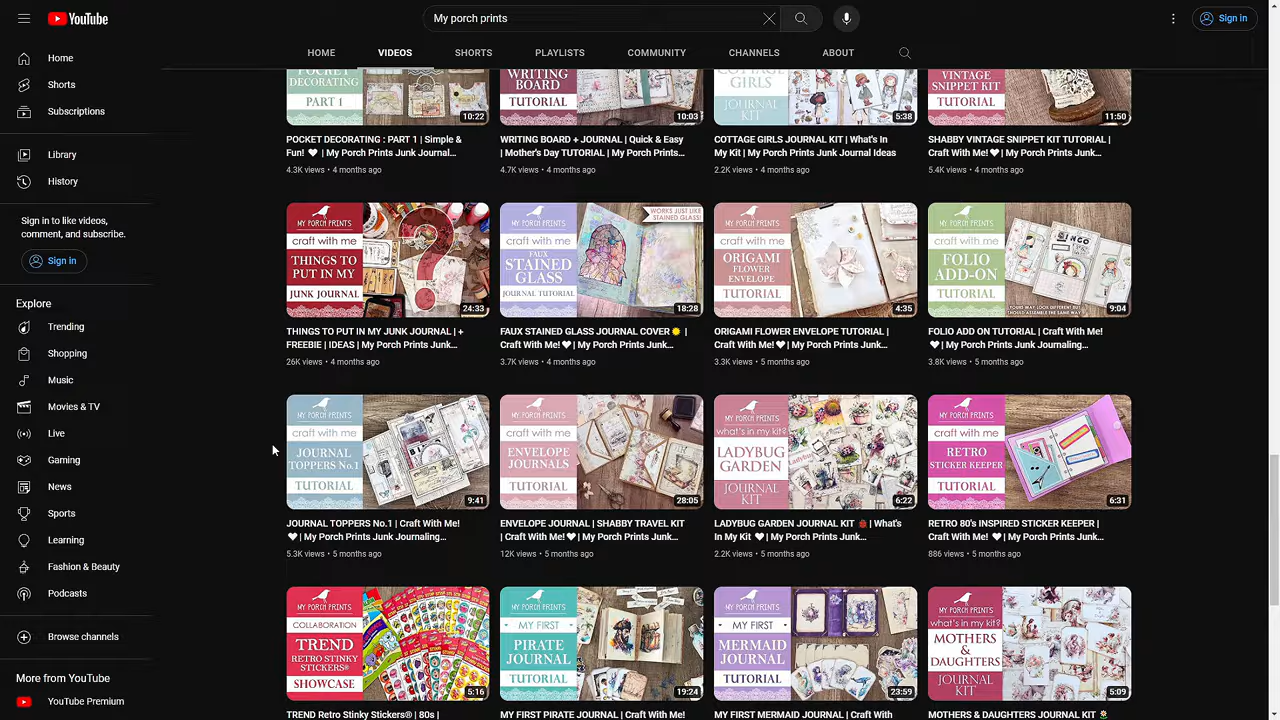 YouTube
My porch prints
Sign in
HOME VIDEOS SHORTS PLAYLISTS COMMUNITY CHANNELS ABOUT
Home
Shorts
Subscriptions
Library
History
Sign in to like videos,
comment, and subscribe.
Sign in
Explore
Trending
Shopping
Music
Movies & TV
Live
Gaming
News
Sports
Learning
Fashion & Beauty
Podcasts
Browse channels
More from YouTube
YouTube Premium
POCKET
DECORATING
PART 1
10:22
POCKET DECORATING : PART 1 | Simple &
Fun! ♥ | My Porch Prints Junk Journal...
4.3K views • 4 months ago
WRITING
BOARD
TUTORIAL
10:03
WRITING BOARD + JOURNAL | Quick & Easy
| Mother's Day TUTORIAL | My Porch Prints...
4.7K views • 4 months ago
COTTAGE
GIRLS
JOURNAL KIT
5:38
COTTAGE GIRLS JOURNAL KIT | What's In
My Kit | My Porch Prints Junk Journal Ideas
2.2K views • 4 months ago
VINTAGE
SNIPPET KIT
TUTORIAL
11:50
SHABBY VINTAGE SNIPPET KIT TUTORIAL |
Craft With Me! ♥ | My Porch Prints Junk...
5.4K views • 4 months ago
MY PORCH PRINTS
craft with me
THINGS TO
PUT IN MY
JUNK JOURNAL
?
24:33
THINGS TO PUT IN MY JUNK JOURNAL | +
FREEBIE | IDEAS | My Porch Prints Junk...
26K views • 4 months ago
MY PORCH PRINTS
craft with me
FAUX
STAINED
GLASS
JOURNAL TUTORIAL
WORKS JUST LIKE
STAINED GLASS!
18:28
FAUX STAINED GLASS JOURNAL COVER |
Craft With Me! ♥ | My Porch Prints Junk...
3.7K views • 4 months ago
MY PORCH PRINTS
craft with me
ORIGAMI
FLOWER
ENVELOPE
TUTORIAL
4:35
ORIGAMI FLOWER ENVELOPE TUTORIAL |
Craft With Me! ♥ | My Porch Prints Junk...
3.3K views • 5 months ago
MY PORCH PRINTS
craft with me
FOLIO
ADD-ON
TUTORIAL
9:04
FOLIO ADD ON TUTORIAL | Craft With Me!
♥ | My Porch Prints Junk Journaling...
3.8K views • 5 months ago
MY PORCH PRINTS
craft with me
JOURNAL
TOPPERS No.1
TUTORIAL
9:41
JOURNAL TOPPERS No.1 | Craft With Me!
♥ | My Porch Prints Junk Journaling...
5.3K views • 5 months ago
MY PORCH PRINTS
craft with me
ENVELOPE
JOURNALS
TUTORIAL
28:05
ENVELOPE JOURNAL | SHABBY TRAVEL KIT
| Craft With Me! ♥ | My Porch Prints Junk...
12K views • 5 months ago
MY PORCH PRINTS
what's in my kit?
LADYBUG
GARDEN
JOURNAL
KIT
6:22
LADYBUG GARDEN JOURNAL KIT 🐞 | What's
In My Kit ♥ | My Porch Prints Junk...
2.2K views • 5 months ago
MY PORCH PRINTS
craft with me
RETRO
STICKER KEEPER
TUTORIAL
6:31
RETRO 80's INSPIRED STICKER KEEPER |
Craft With Me! ♥ | My Porch Prints Junk...
886 views • 5 months ago
MY PORCH PRINTS
COLLABORATION
TREND
RETRO STINKY
STICKERS®
SHOWCASE
5:16
TREND Retro Stinky Stickers® | 80s |
MY PORCH PRINTS
MY FIRST
PIRATE
JOURNAL
TUTORIAL
19:24
MY FIRST PIRATE JOURNAL | Craft With Me!
MY PORCH PRINTS
MY FIRST
MERMAID
JOURNAL
TUTORIAL
23:59
MY FIRST MERMAID JOURNAL | Craft With
MY PORCH PRINTS
what's in my kit?
MOTHERS
&
DAUGHTERS
JOURNAL
KIT
5:09
MOTHERS & DAUGHTERS JOURNAL KIT